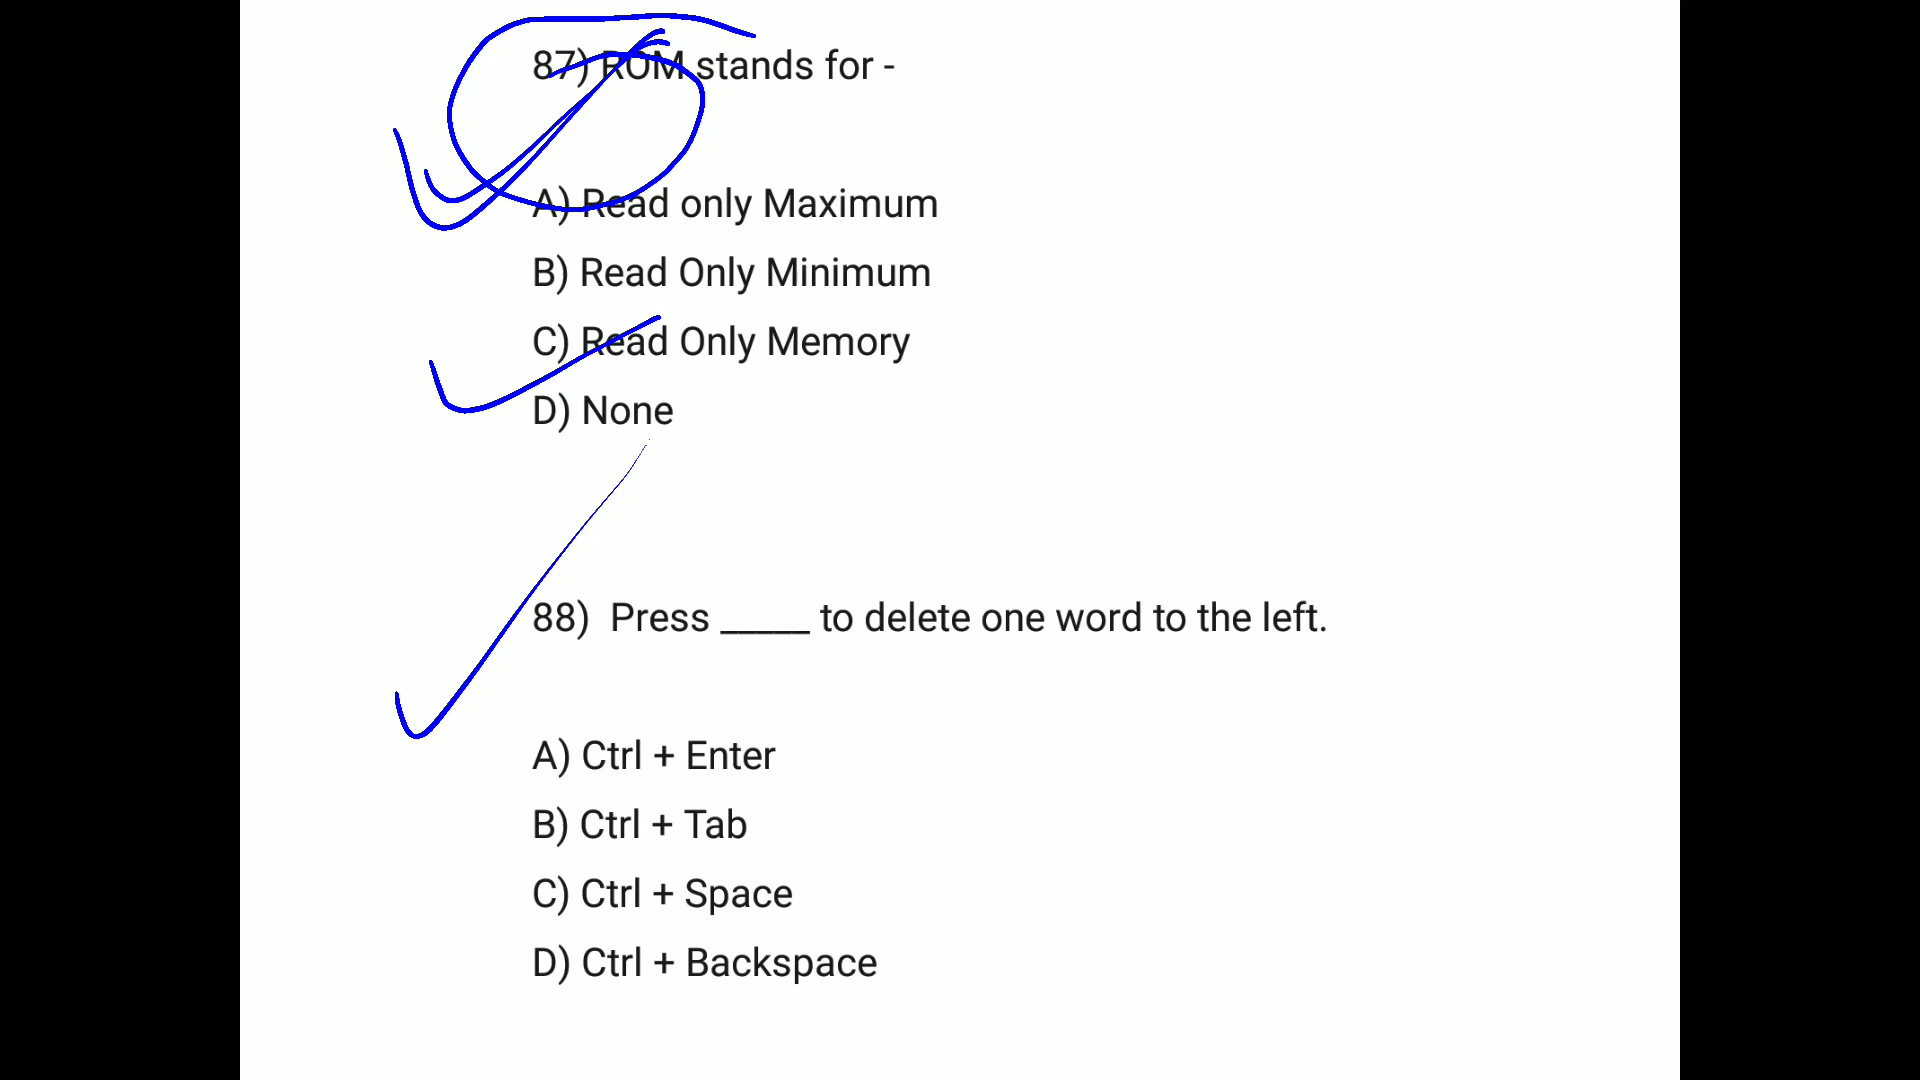 87) ROM stands for -
A) Read only Maximum
B) Read Only Minimum
C) Read Only Memory
D) None
88) Press _____ to delete one word to the left.
A) Ctrl + Enter
B) Ctrl + Tab
C) Ctrl + Space
D) Ctrl + Backspace